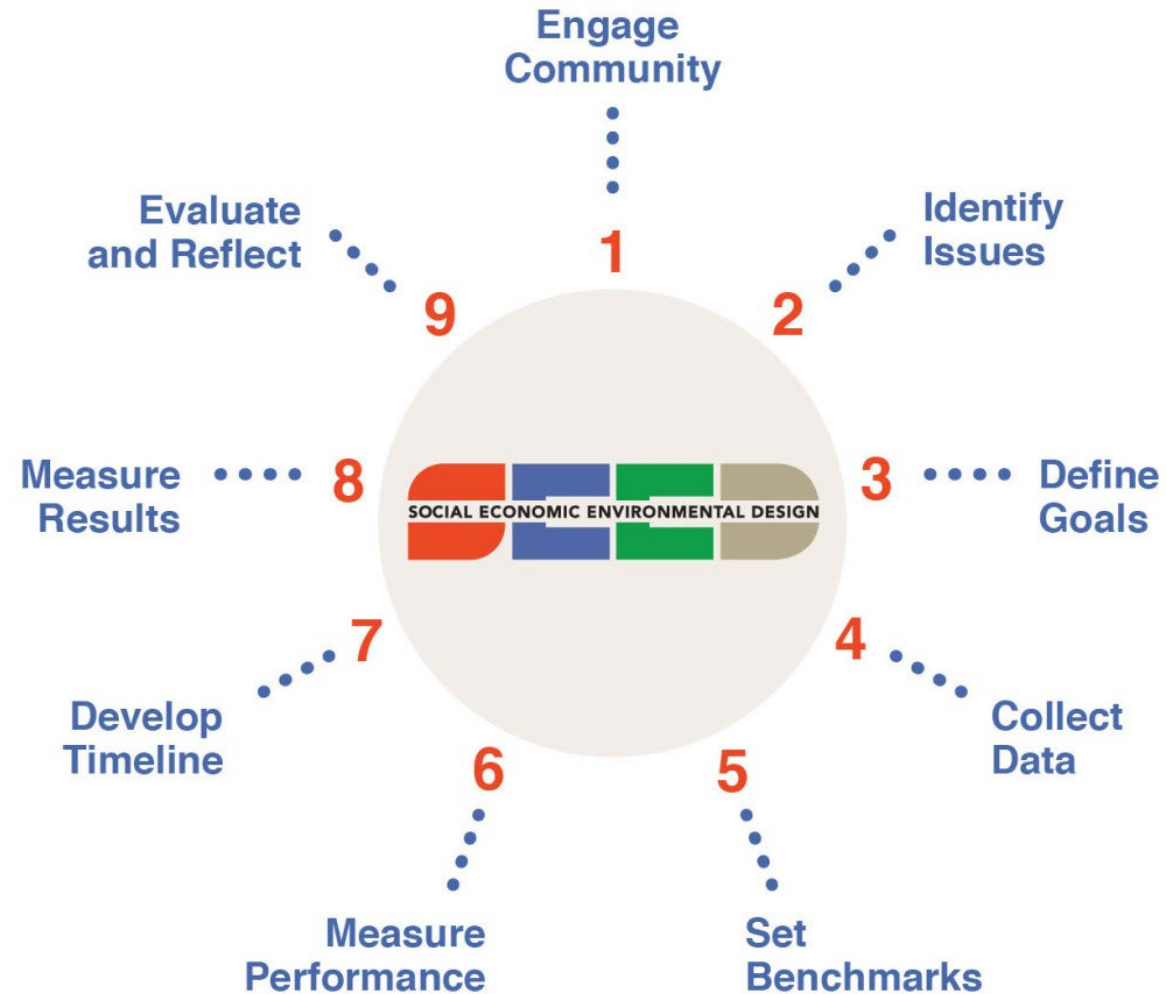 Engage
Community
1
Identify
Issues
2
3
Define
Goals
4
Collect
Data
5
Set
Benchmarks
6
Measure
Performance
7
Develop
Timeline
8
Measure
Results
9
Evaluate
and Reflect
SOCIAL ECONOMIC ENVIRONMENTAL DESIGN